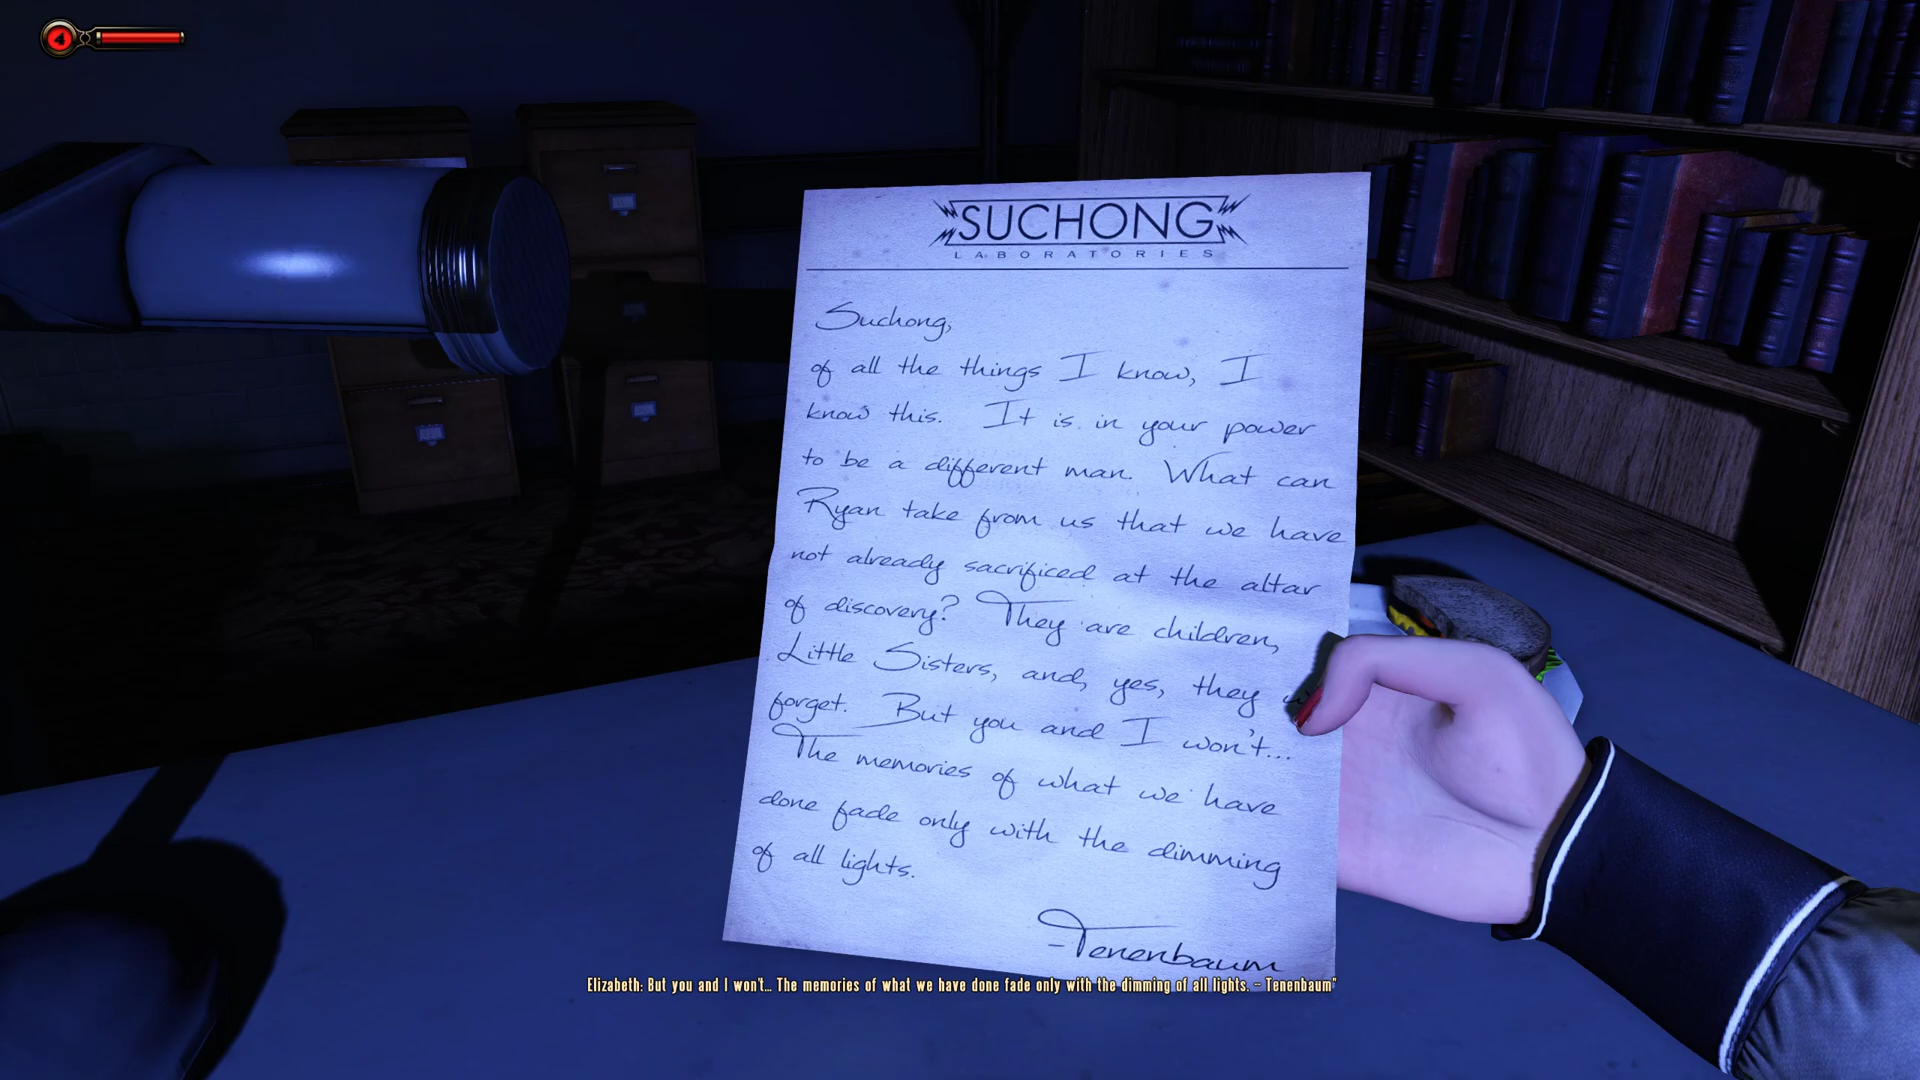 4
SUCHONG
LABORATORIES
Suchong,
of all the things I know, I
know this. It is in your power
to be a different man. What can
Ryan take from us that we have
not already sacrificed at the altar
of discovery? They are children,
Little Sisters, and, yes, they
forget. But you and I won't...
The memories of what we have
done fade only with the dimming
of all lights.
-Tenenbaum
Elizabeth: But you and I won't... The memories of what we have done fade only with the dimming of all lights. - Tenenbaum"